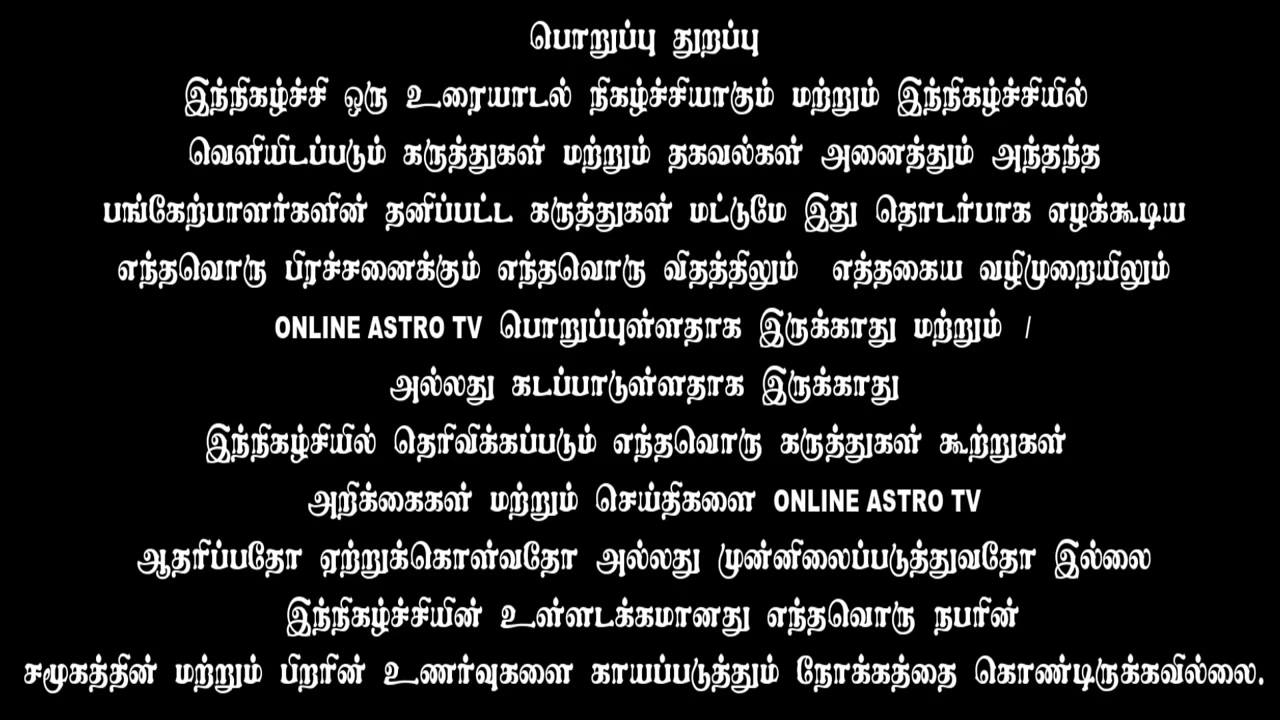 பொறுப்பு துறப்பு
இந்நிகழ்ச்சி ஒரு உரையாடல் நிகழ்ச்சியாகும் மற்றும் இந்நிகழ்ச்சியில்
வெளியிடப்படும் கருத்துகள் மற்றும் தகவல்கள் அனைத்தும் அந்தந்த
பங்கேற்பாளர்களின் தனிப்பட்ட கருத்துகள் மட்டுமே இது தொடர்பாக எழக்கூடிய
எந்தவொரு பிரச்சனைக்கும் எந்தவொரு விதத்திலும் எத்தகைய வழிமுறையிலும்
ONLINE ASTRO TV பொறுப்புள்ளதாக இருக்காது மற்றும் /
அல்லது கடப்பாடுள்ளதாக இருக்காது
இந்நிகழ்சியில் தெரிவிக்கப்படும் எந்தவொரு கருத்துகள் கூற்றுகள்
அறிக்கைகள் மற்றும் செய்திகளை ONLINE ASTRO TV
ஆதரிப்பதோ ஏற்றுக்கொள்வதோ அல்லது முன்னிலைப்படுத்துவதோ இல்லை
இந்நிகழ்ச்சியின் உள்ளடக்கமானது எந்தவொரு நபரின்
சமூகத்தின் மற்றும் பிறரின் உணர்வுகளை காயப்படுத்தும் நோக்கத்தை கொண்டிருக்கவில்லை.